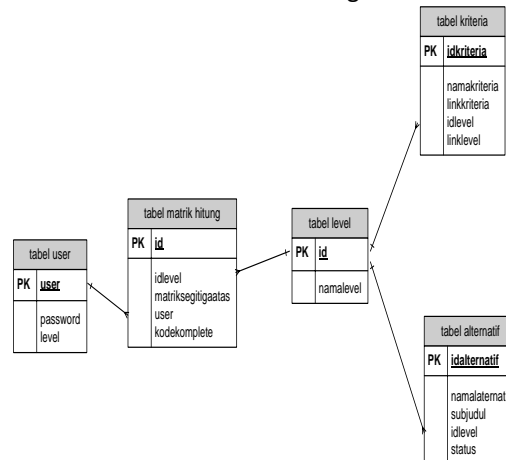 tabel user
PK user
password
level
tabel matrik hitung
PK id
idlevel
matriksegitigaatas
user
kodekomplete
tabel level
PK id
namalevel
tabel kriteria
PK idkriteria
namakriteria
linkkriteria
idlevel
linklevel
tabel alternatif
PK idalternatif
namalaternat
subjudul
idlevel
status